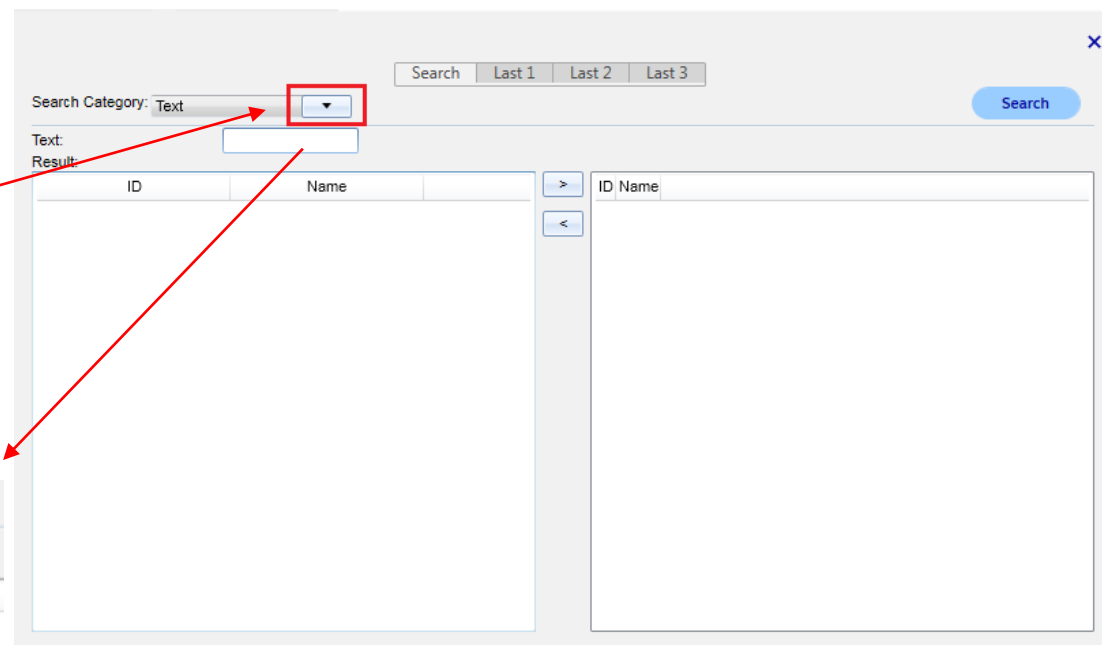 ×
Search Last 1 Last 2 Last 3
Search Category: Text
Search
Text:
Result:
ID Name
>
ID Name
<